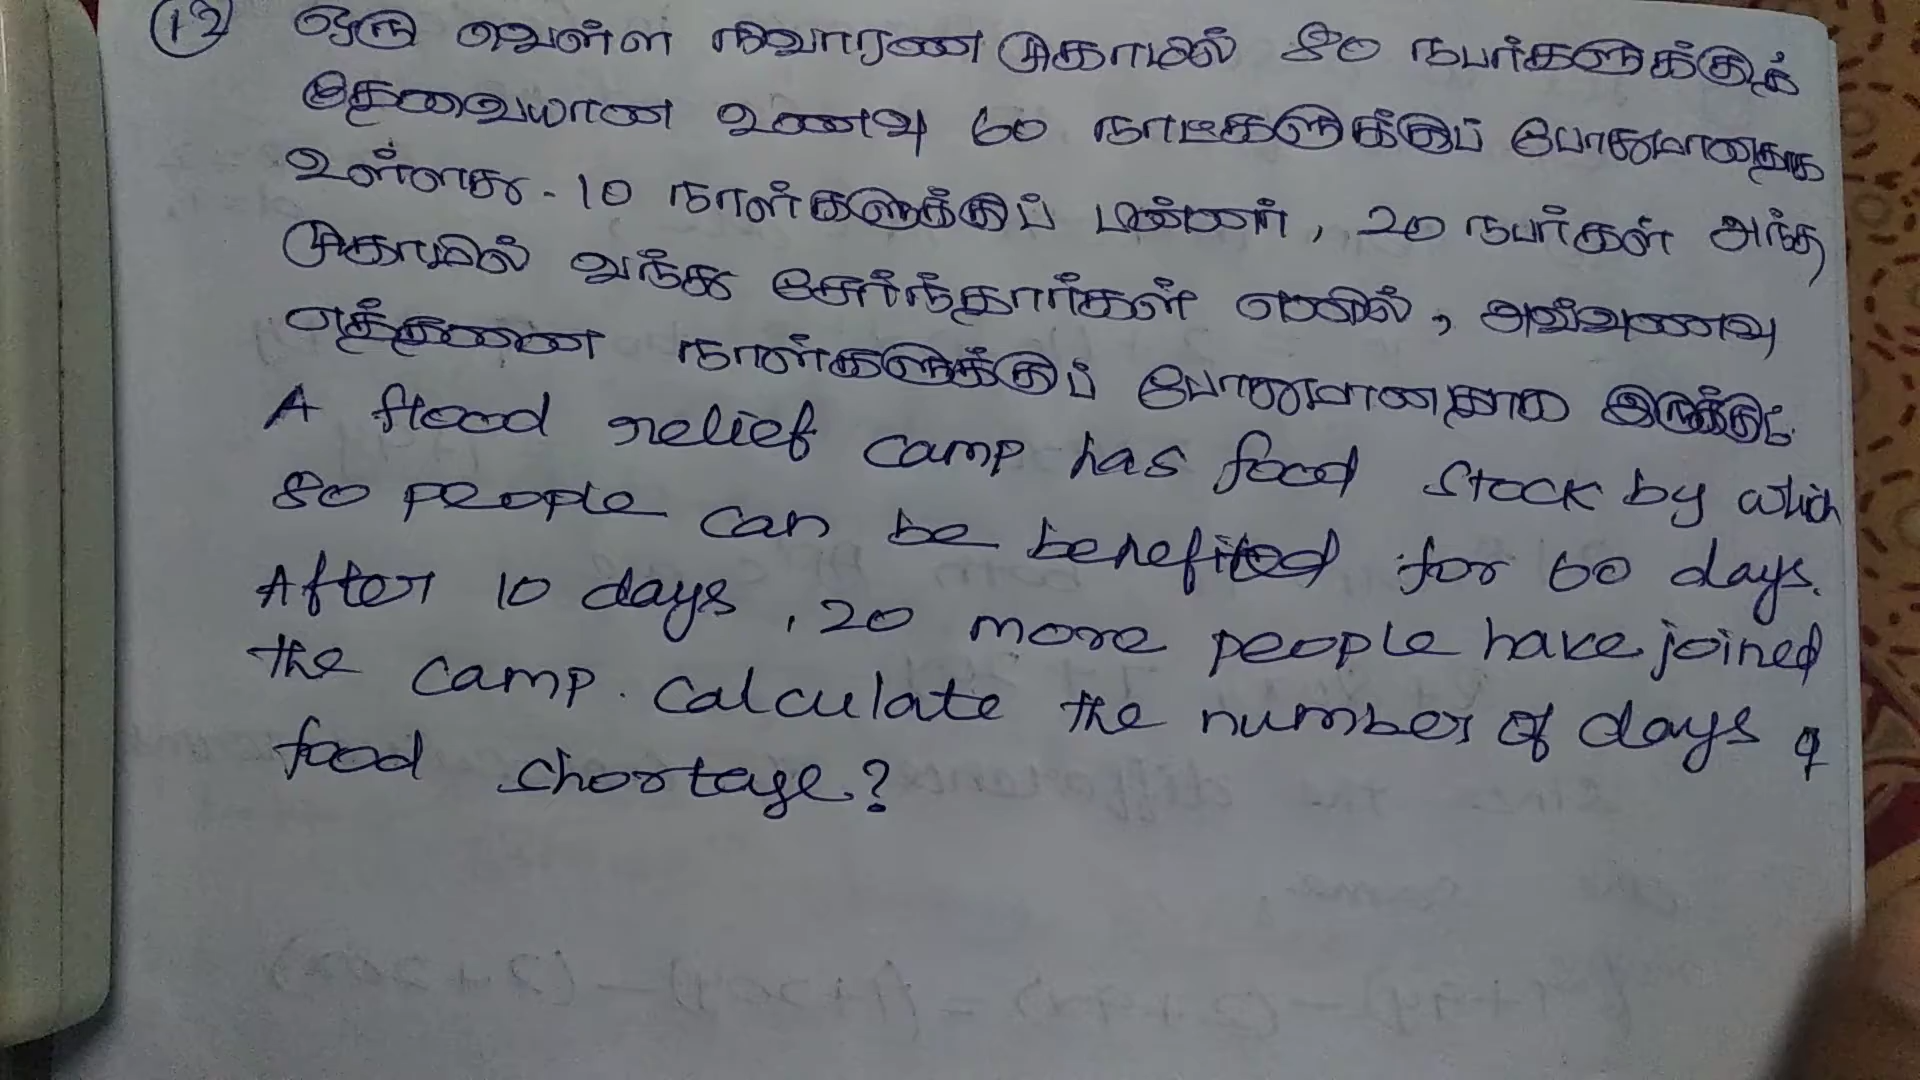 (12) ஒரு வெள்ள நிவாரண முகாமில் 80 நபர்களுக்குத்
தேவையான உணவு 60 நாட்களுக்குப் போதுமானதாக
உள்ளது. 10 நாள்களுக்குப் பின்னர், 20 நபர்கள் அந்த
முகாமில் வந்து சேர்ந்தார்கள் எனில், அவ்வுணவு
எத்தனை நாள்களுக்குப் போதுமானதாக இருக்கும்
A flood relief camp has food stock by which
80 people can be benefited for 60 days.
After 10 days, 20 more people have joined
the camp. Calculate the number of days of
food shortage?